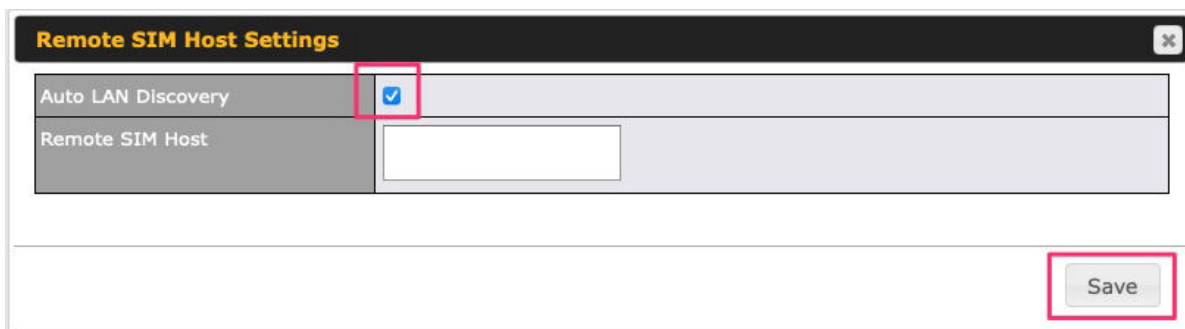 Remote SIM Host Settings
Auto LAN Discovery
Remote SIM Host
Save